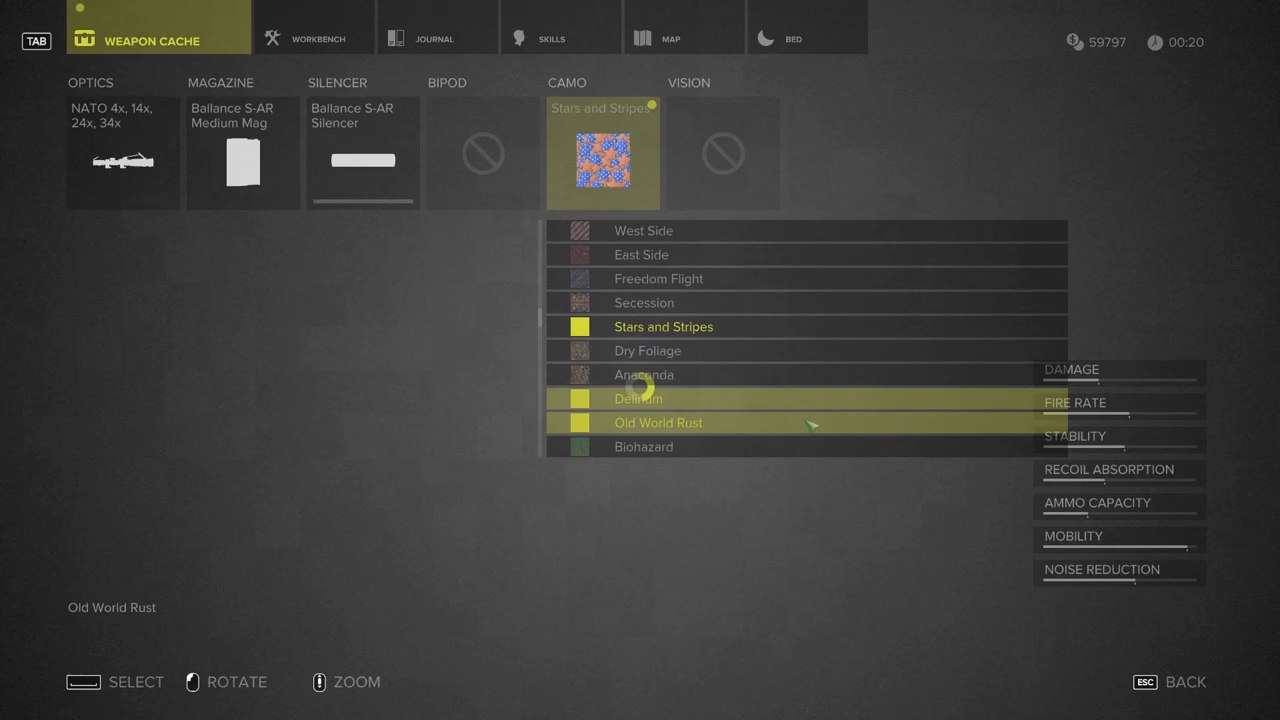 TAB
WEAPON CACHE
WORKBENCH
JOURNAL
SKILLS
MAP
BED
59797
00:20
OPTICS
MAGAZINE
SILENCER
BIPOD
CAMO
VISION
NATO 4x, 14x,
24x, 34x
Ballance S-AR
Medium Mag
Ballance S-AR
Silencer
Stars and Stripes
West Side
East Side
Freedom Flight
Secession
Stars and Stripes
Dry Foliage
Anaconda
Delirium
Old World Rust
Biohazard
DAMAGE
FIRE RATE
STABILITY
RECOIL ABSORPTION
AMMO CAPACITY
MOBILITY
NOISE REDUCTION
Old World Rust
SELECT
ROTATE
ZOOM
ESC
BACK